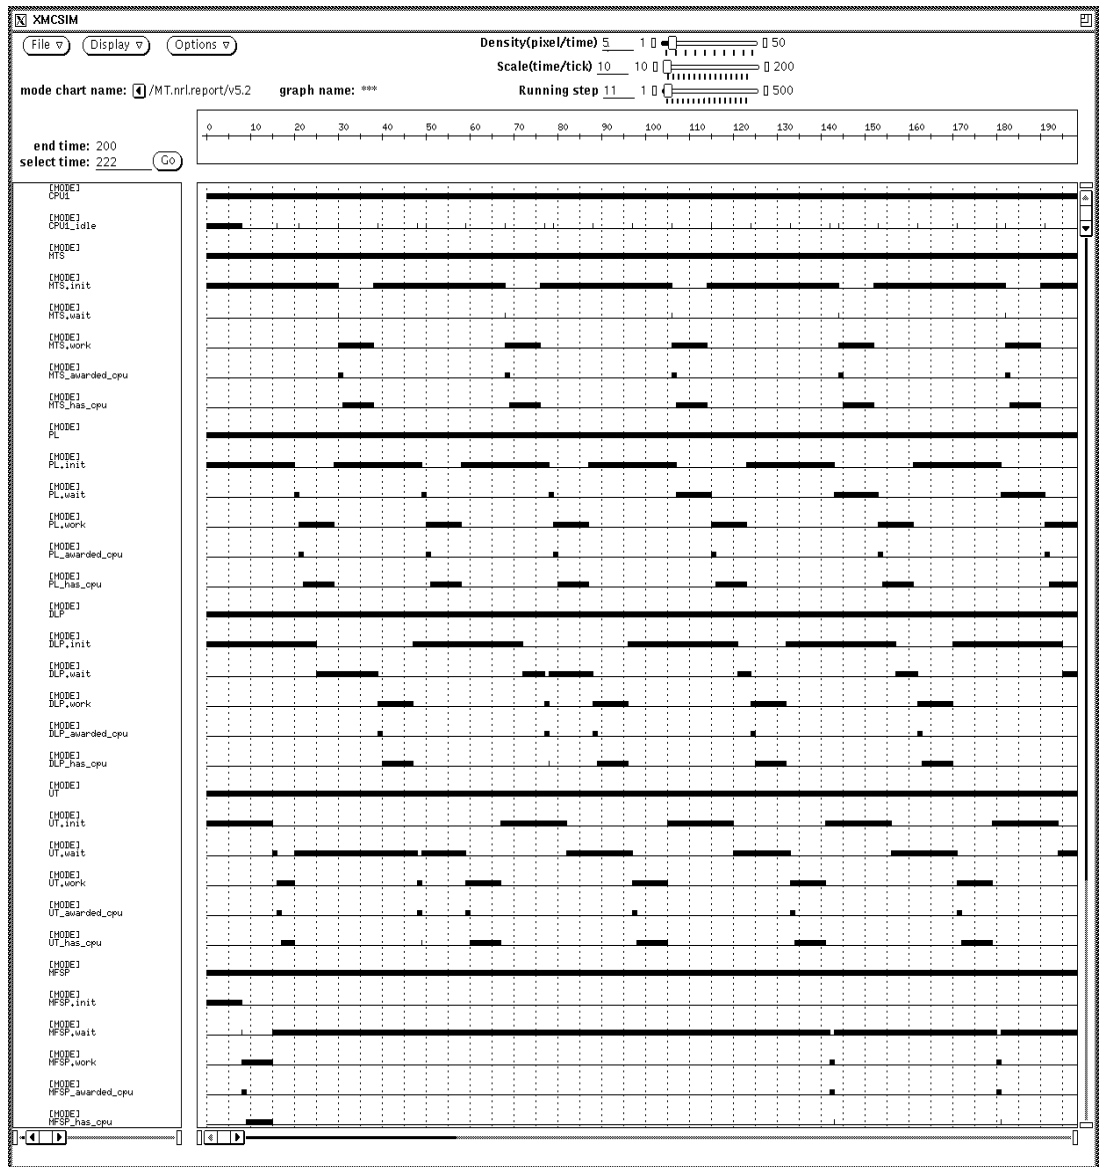 XMCSIM
File Display Options Density(pixel/time) 5 1 50
Scale(time/tick) 10 10 200
mode chart name: /MT.nrl.report/v5.2 graph name: *** Running step 11 1 500
0 10 20 30 40 50 60 70 80 90 100 110 120 130 140 150 160 170 180 190
end time: 200
select time: 222 Go
[MODE]
CPU1
[MODE]
CPU1_idle
[MODE]
MTS
[MODE]
MTS.init
[MODE]
MTS.wait
[MODE]
MTS.work
[MODE]
MTS_awarded_cpu
[MODE]
MTS_has_cpu
[MODE]
PL
[MODE]
PL.init
[MODE]
PL.wait
[MODE]
PL.work
[MODE]
PL_awarded_cpu
[MODE]
PL_has_cpu
[MODE]
DLP
[MODE]
DLP.init
[MODE]
DLP.wait
[MODE]
DLP.work
[MODE]
DLP_awarded_cpu
[MODE]
DLP_has_cpu
[MODE]
UT
[MODE]
UT.init
[MODE]
UT.wait
[MODE]
UT.work
[MODE]
UT_awarded_cpu
[MODE]
UT_has_cpu
[MODE]
MFSP
[MODE]
MFSP.init
[MODE]
MFSP.wait
[MODE]
MFSP.work
[MODE]
MFSP_awarded_cpu
[MODE]
MFSP_has_cpu